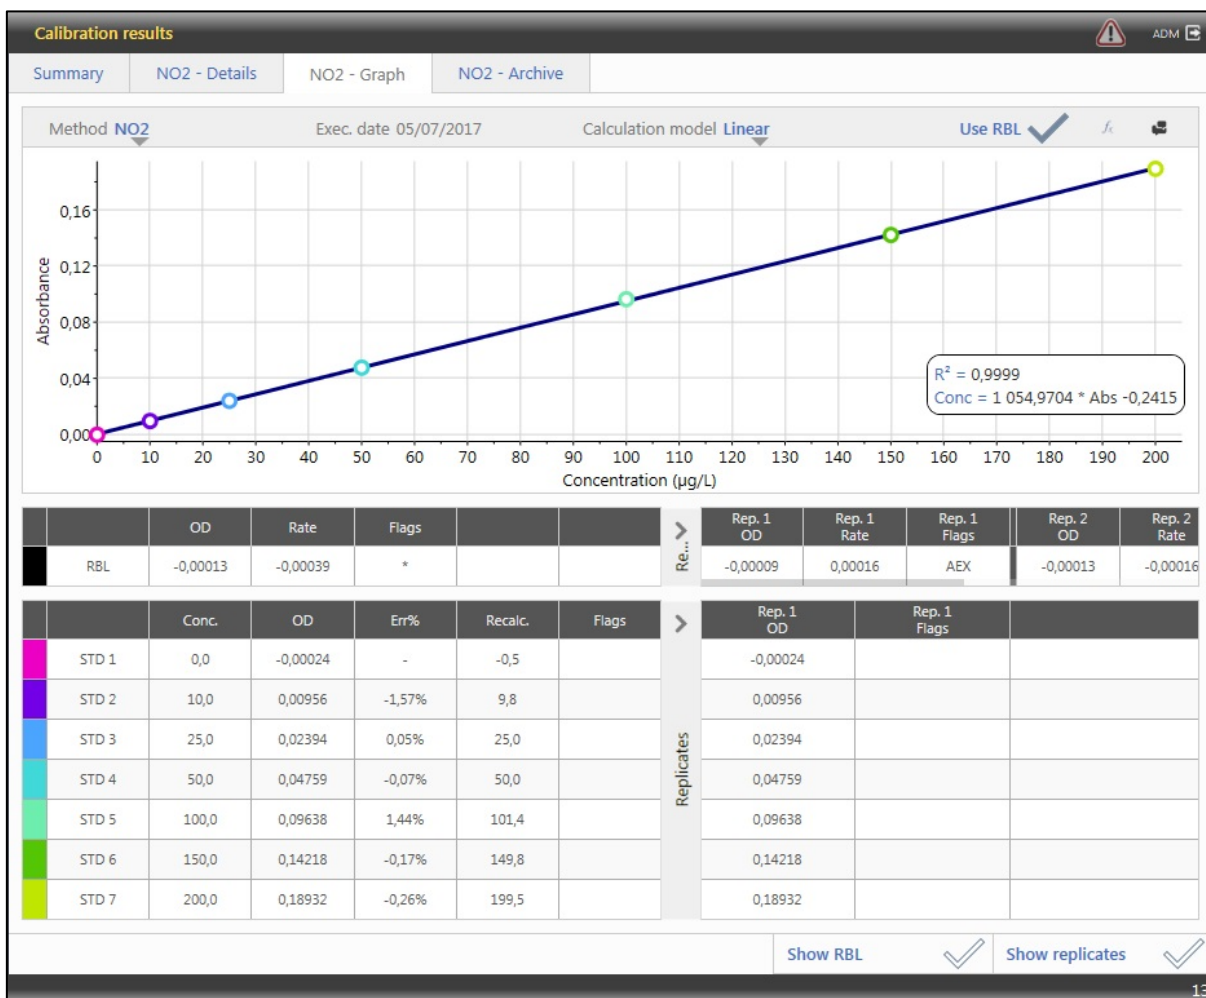 Calibration results ADM
Summary NO2 - Details NO2 - Graph NO2 - Archive
Method NO2 Exec. date 05/07/2017 Calculation model Linear Use RBL
0,16
0,12
0,08
0,04
0,00
Absorbance
R² = 0,9999
Conc = 1 054,9704 * Abs -0,2415
0 10 20 30 40 50 60 70 80 90 100 110 120 130 140 150 160 170 180 190 200
Concentration (µg/L)
OD Rate Flags Rep. 1 OD Rep. 1 Rate Rep. 1 Flags Rep. 2 OD Rep. 2 Rate
Re...
RBL -0,00013 -0,00039 * -0,00009 0,00016 AEX -0,00013 -0,00016
Conc. OD Err% Recalc. Flags Rep. 1 OD Rep. 1 Flags
Replicates
STD 1 0,0 -0,00024 - -0,5 -0,00024
STD 2 10,0 0,00956 -1,57% 9,8 0,00956
STD 3 25,0 0,02394 0,05% 25,0 0,02394
STD 4 50,0 0,04759 -0,07% 50,0 0,04759
STD 5 100,0 0,09638 1,44% 101,4 0,09638
STD 6 150,0 0,14218 -0,17% 149,8 0,14218
STD 7 200,0 0,18932 -0,26% 199,5 0,18932
Show RBL Show replicates